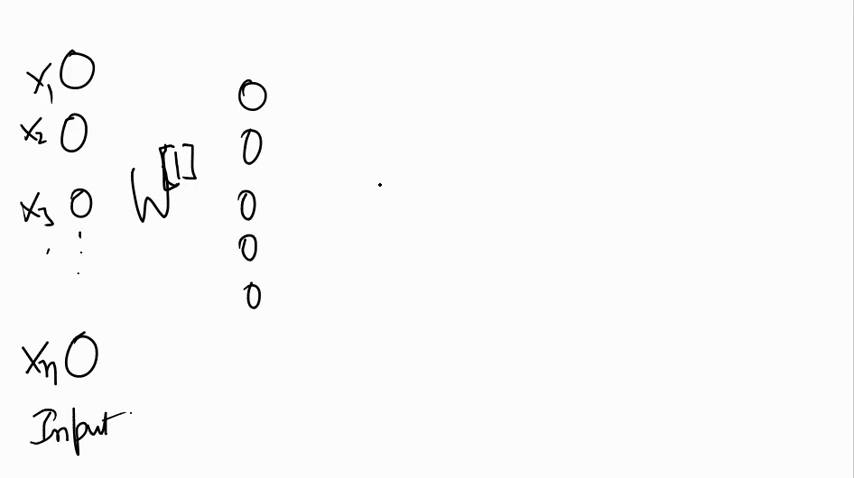 x₁
x₂
W^[1]
x₃
xₙ
Input